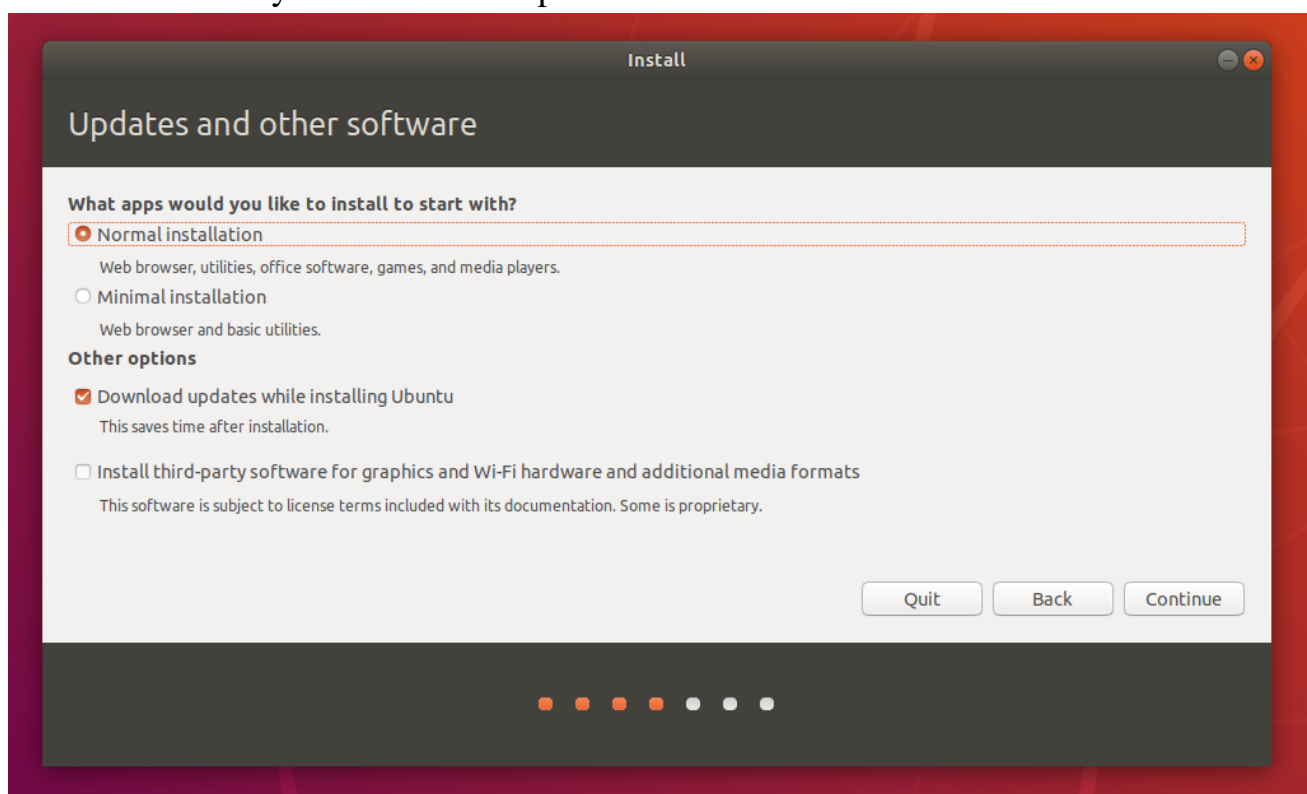 Install
Updates and other software
What apps would you like to install to start with?
Normal installation
Web browser, utilities, office software, games, and media players.
Minimal installation
Web browser and basic utilities.
Other options
Download updates while installing Ubuntu
This saves time after installation.
Install third-party software for graphics and Wi-Fi hardware and additional media formats
This software is subject to license terms included with its documentation. Some is proprietary.
Quit Back Continue